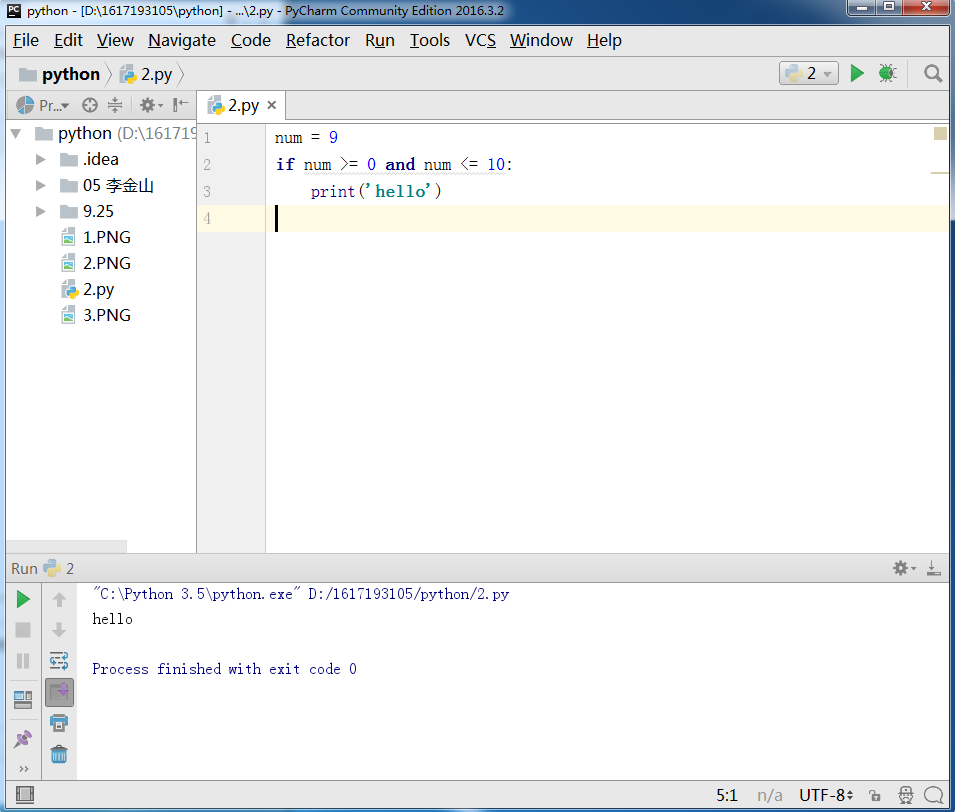 python - [D:\1617193105\python] - ...\2.py - PyCharm Community Edition 2016.3.2
File Edit View Navigate Code Refactor Run Tools VCS Window Help
python 2.py 2
Pr... 2.py
python (D:\16171
.idea
05 李金山
9.25
1.PNG
2.PNG
2.py
3.PNG
1 num = 9
2 if num >= 0 and num <= 10:
3 print('hello')
4
Run 2
"C:\Python 3.5\python.exe" D:/1617193105/python/2.py
hello
Process finished with exit code 0
5:1 n/a UTF-8